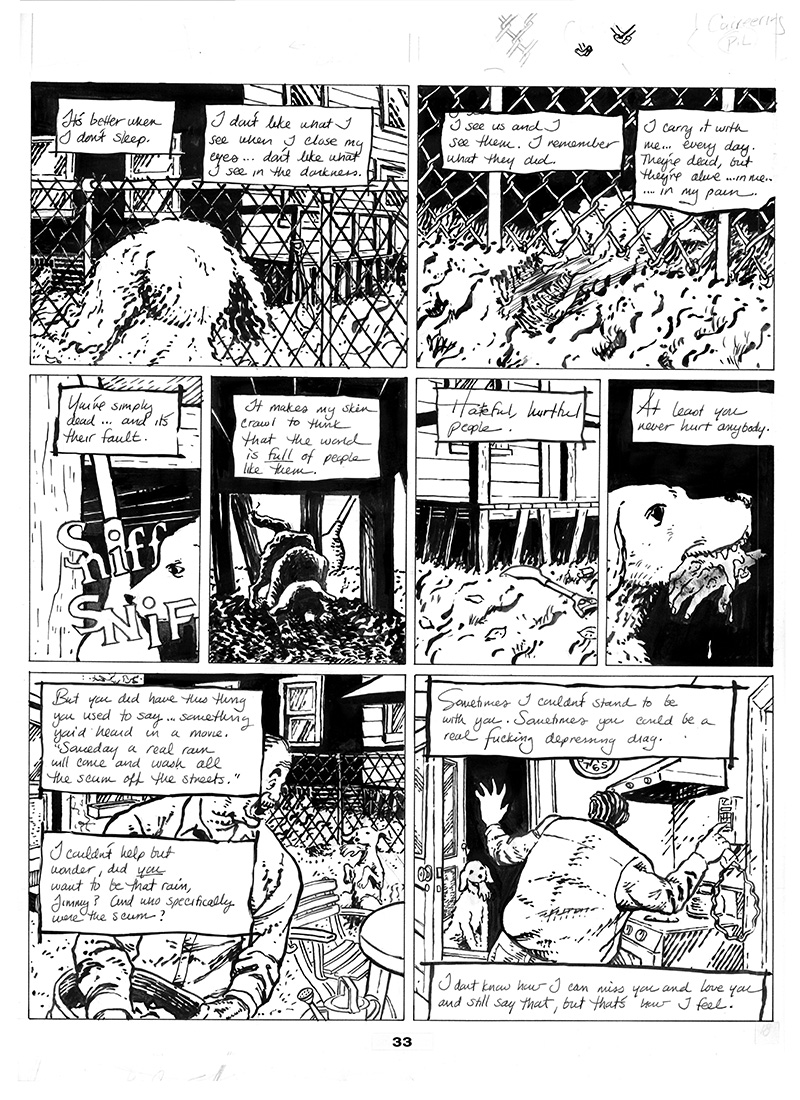 It's better when
I don't sleep.
I don't like what I
see when I close my
eyes... don't like what
I see in the darkness.
I see us and I
see them. I remember
what they did.
I carry it with
me... every day.
They're dead, but
they're alive ...in me...
.... in my pain.
You're simply
dead ... and it's
their fault.
Sniff
SNiF
It makes my skin
crawl to think
that the world
is full of people
like them.
Hateful, hurtful
people.
At least you
never hurt anybody.
But you did have this thing
you used to say... something
you'd heard in a movie.
"Someday a real rain
will come and wash all
the scum off the streets."
I couldn't help but
wonder, did you
want to be that rain,
Jimmy? And who specifically
were the scum?
Sometimes I couldn't stand to be
with you. Sometimes you could be a
real fucking depressing drag.
765
I don't know how I can miss you and love you
and still say that, but that's how I feel.
33